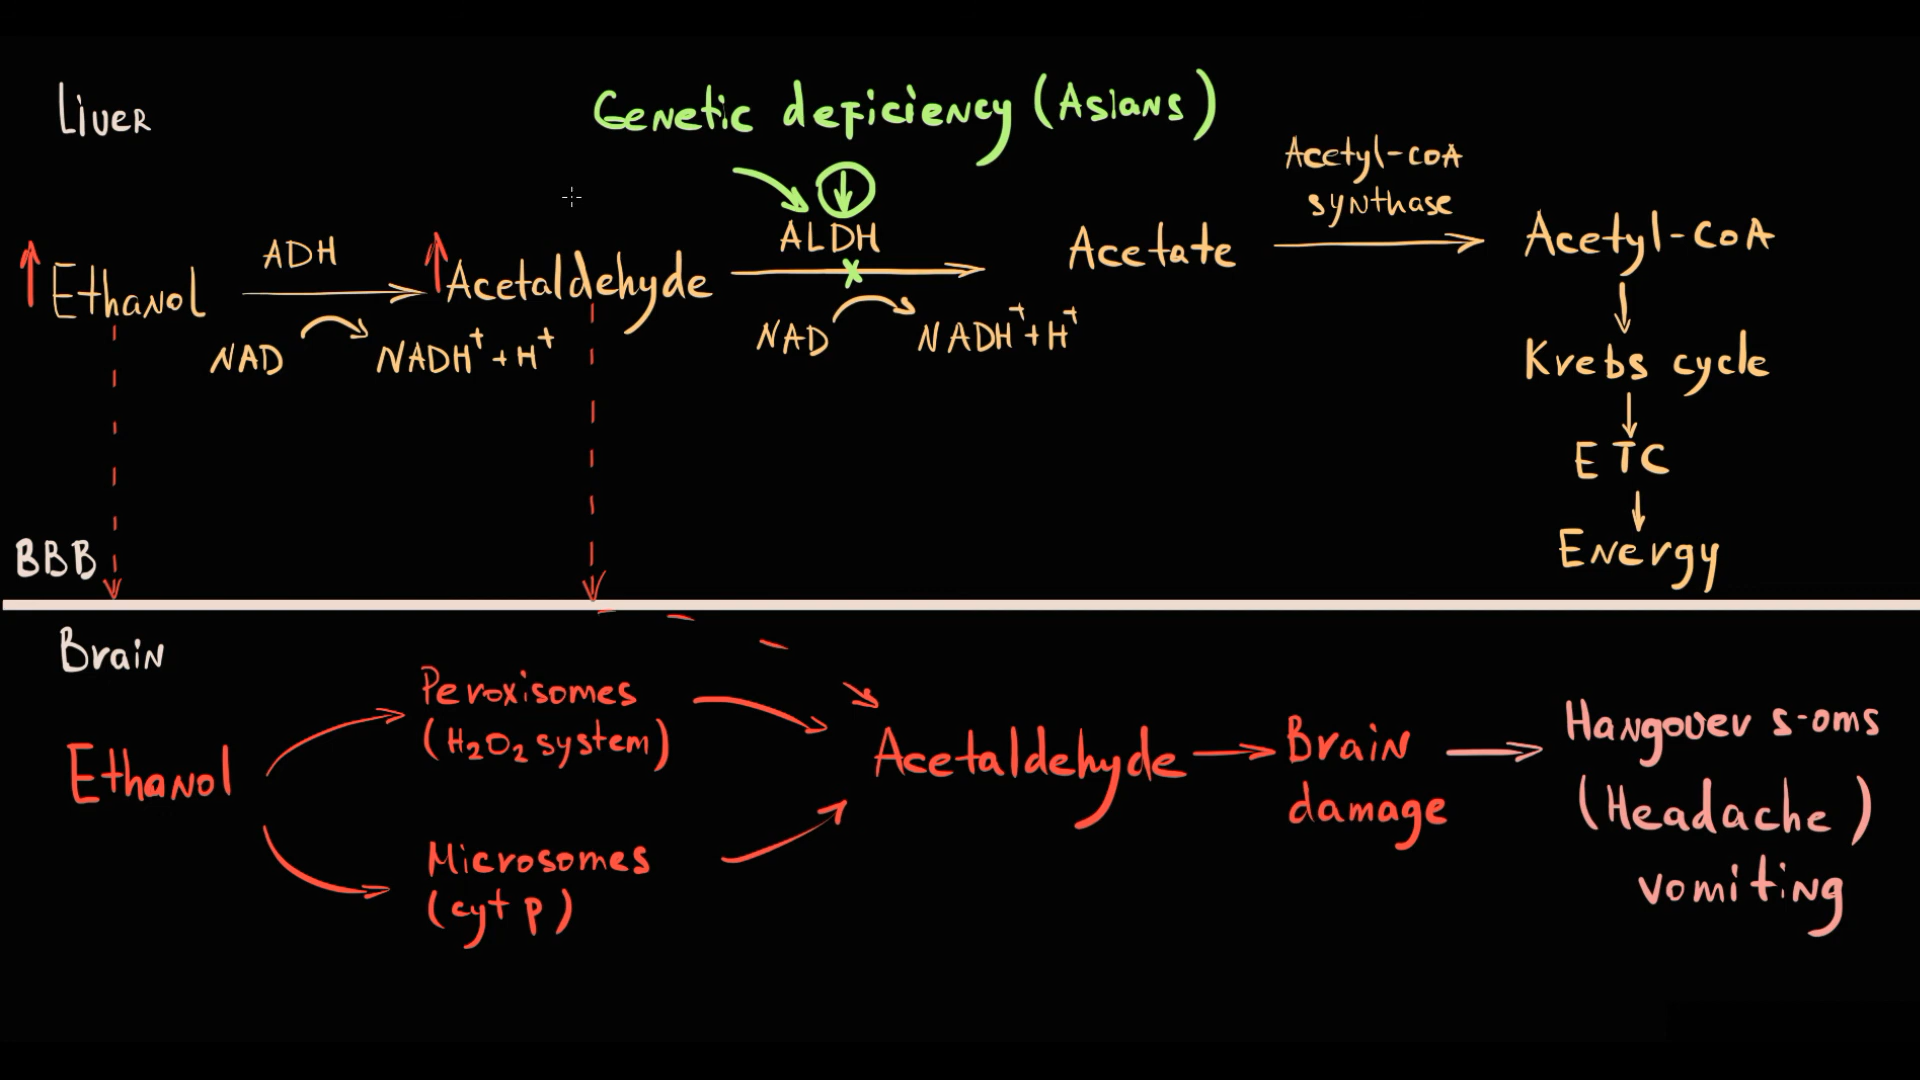 Liver
Genetic deficiency (Asians)
Acetyl-coA
synthase
ALDH
ADH
Ethanol
Acetaldehyde
Acetate
Acetyl-CoA
NAD
NADH⁺ + H⁺
NAD
NADH⁺ + H⁺
Krebs cycle
ETC
Energy
BBB
Brain
Peroxisomes
(H₂O₂ system)
Ethanol
Microsomes
(cyt p)
Acetaldehyde
Brain
damage
Hangover s-oms
(Headache)
vomiting